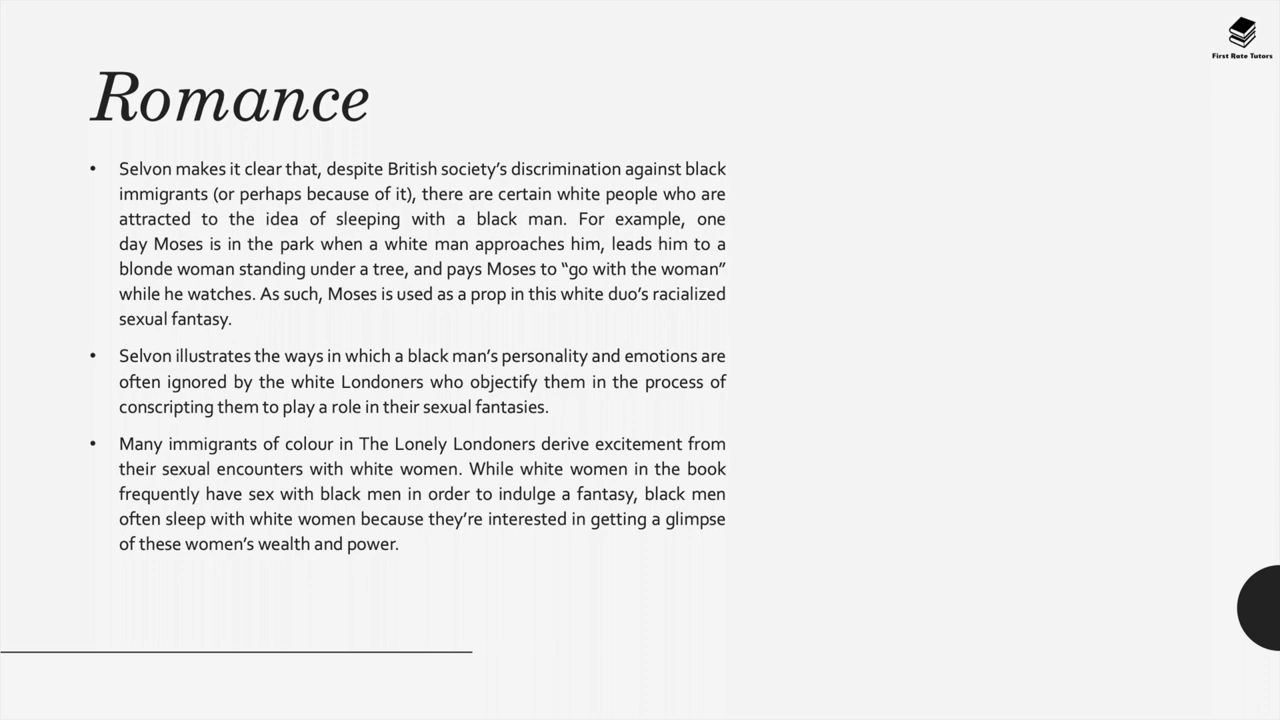 First Rate Tutors
Romance
• Selvon makes it clear that, despite British society’s discrimination against black
immigrants (or perhaps because of it), there are certain white people who are
attracted to the idea of sleeping with a black man. For example, one
day Moses is in the park when a white man approaches him, leads him to a
blonde woman standing under a tree, and pays Moses to “go with the woman”
while he watches. As such, Moses is used as a prop in this white duo’s racialized
sexual fantasy.
• Selvon illustrates the ways in which a black man’s personality and emotions are
often ignored by the white Londoners who objectify them in the process of
conscripting them to play a role in their sexual fantasies.
• Many immigrants of colour in The Lonely Londoners derive excitement from
their sexual encounters with white women. While white women in the book
frequently have sex with black men in order to indulge a fantasy, black men
often sleep with white women because they’re interested in getting a glimpse
of these women’s wealth and power.